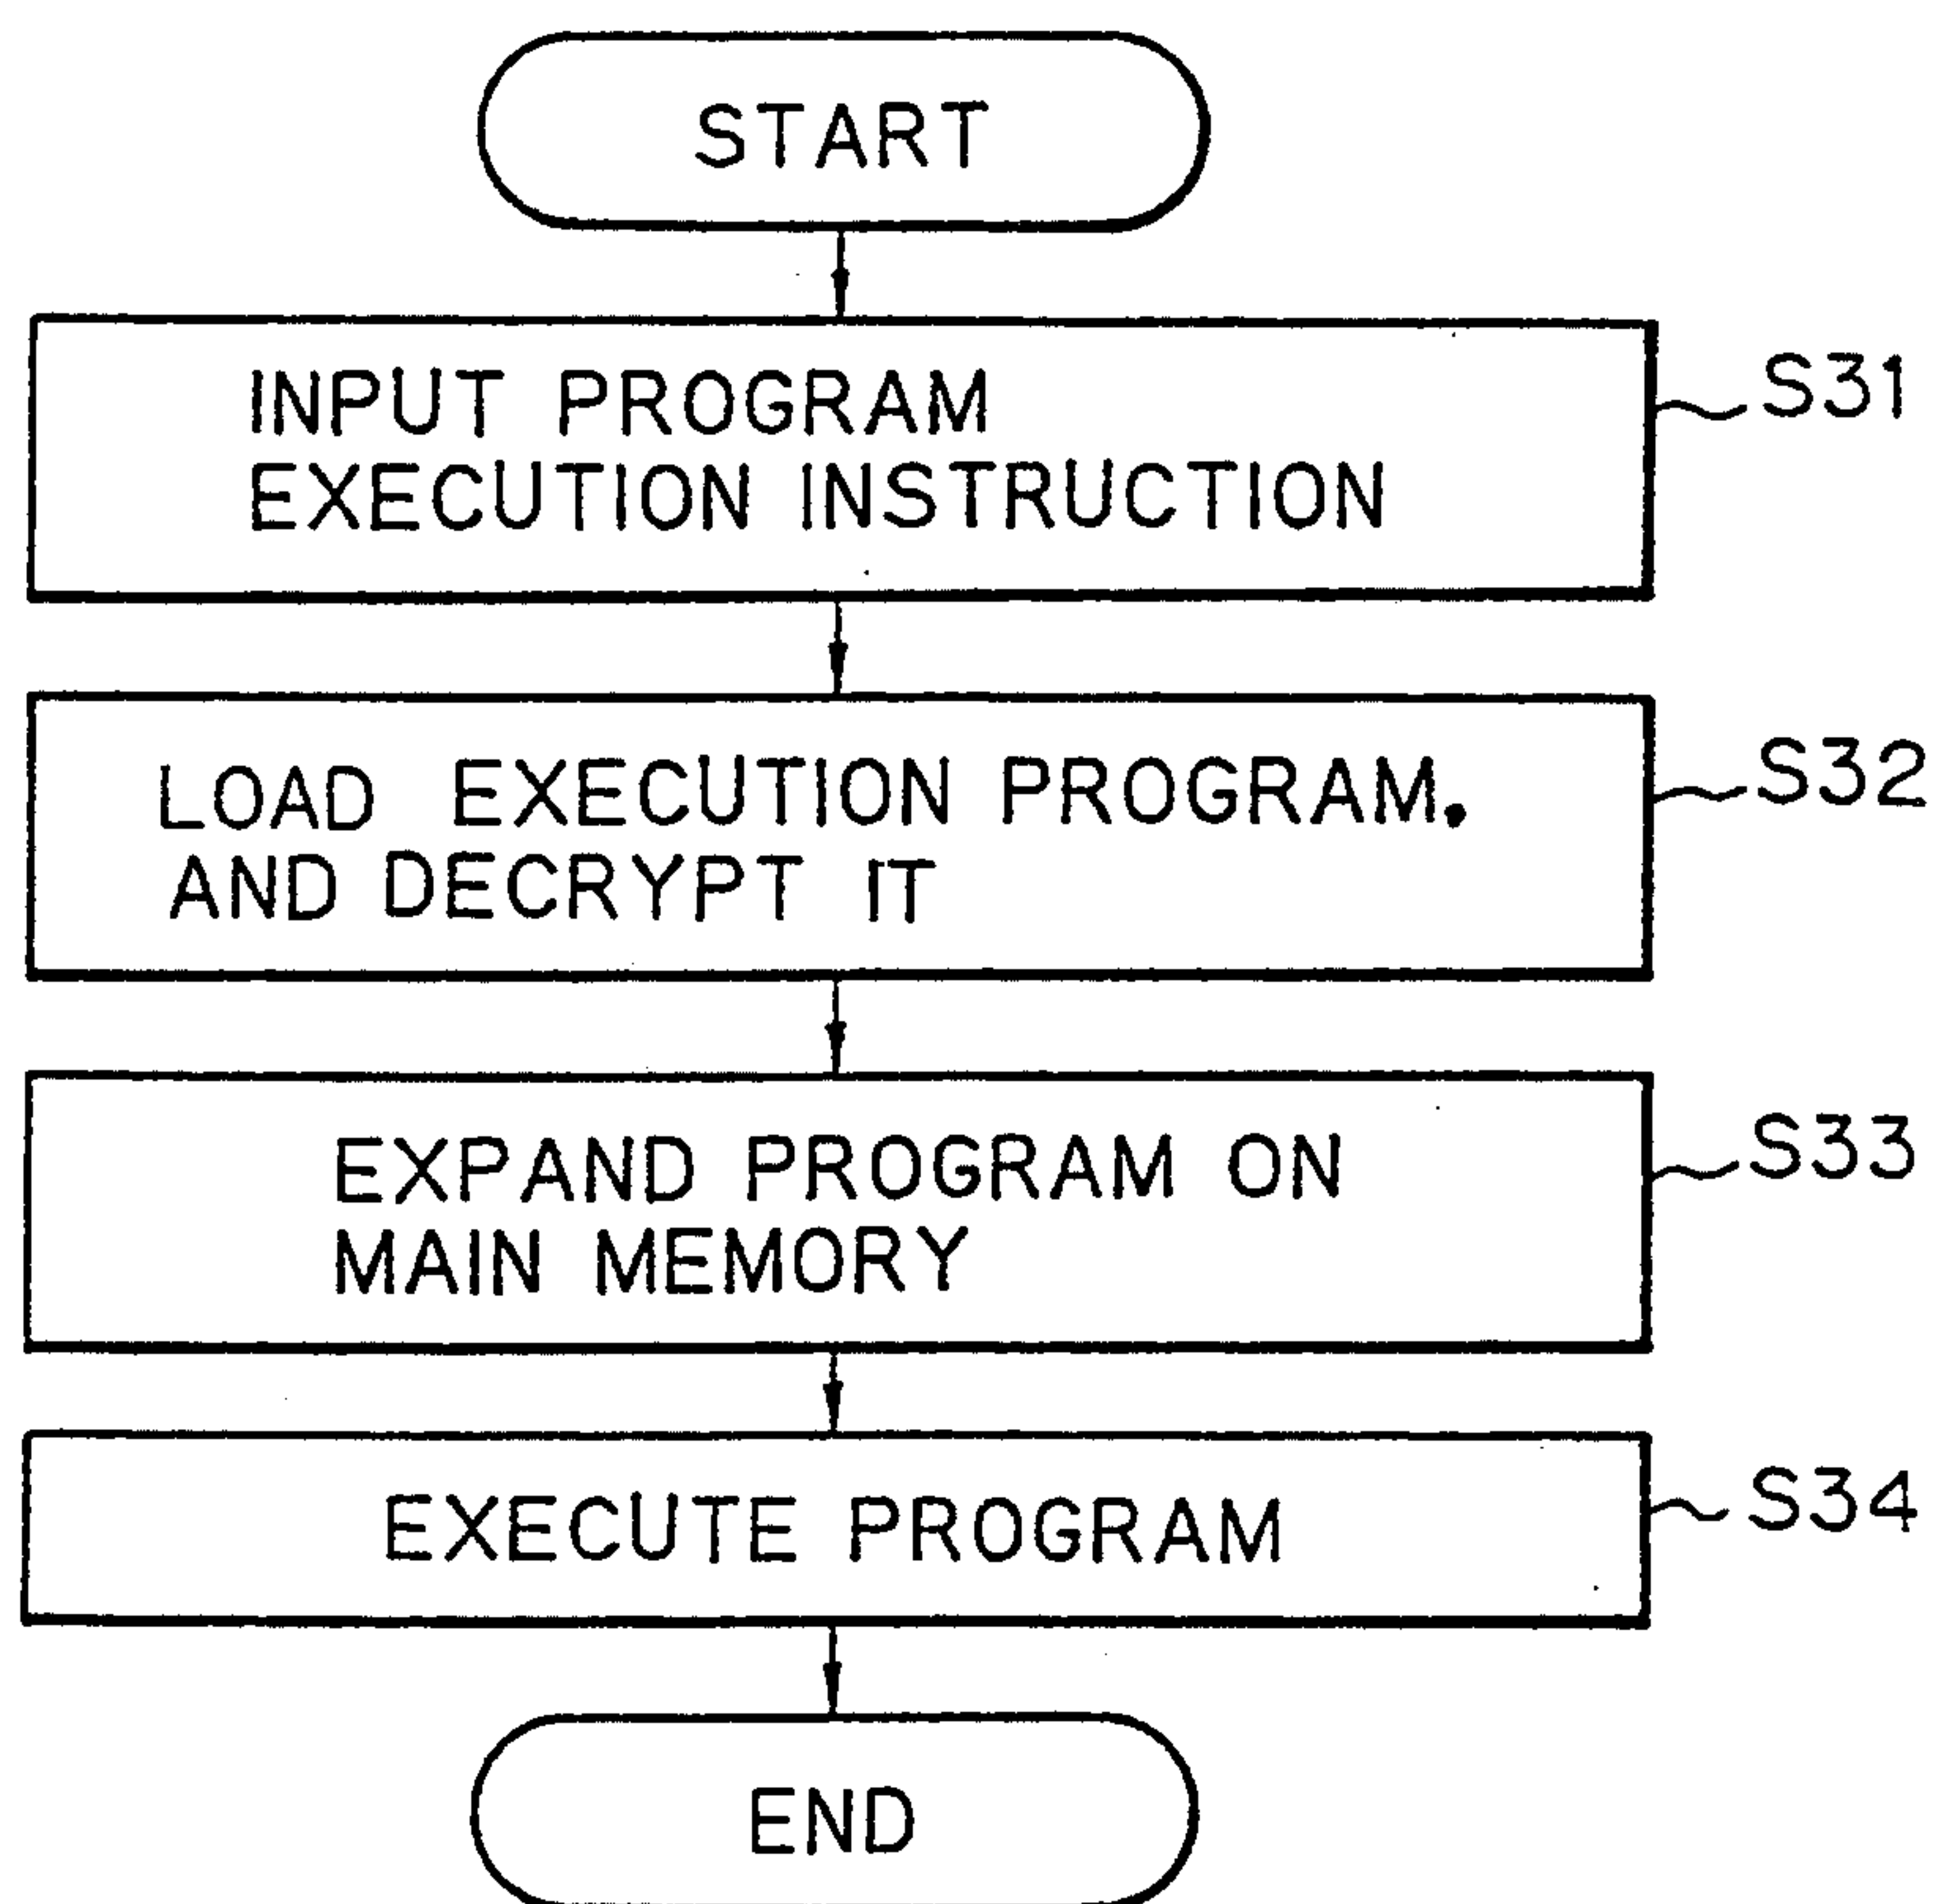 START
INPUT PROGRAM
EXECUTION INSTRUCTION
S31
LOAD EXECUTION PROGRAM.
AND DECRYPT IT
S32
EXPAND PROGRAM ON
MAIN MEMORY
S33
EXECUTE PROGRAM
S34
END